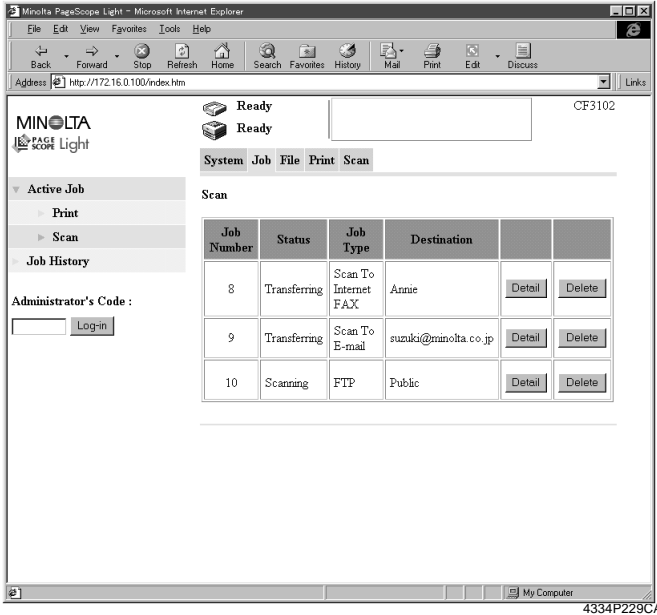 Minolta PageScope Light - Microsoft Internet Explorer
File Edit View Favorites Tools Help
Back Forward Stop Refresh Home Search Favorites History Mail Print Edit Discuss
Address http://172.16.0.100/index.htm Links
MINOLTA
PAGE SCOPE Light
Ready
Ready
CF3102
System Job File Print Scan
Active Job
Print
Scan
Job History
Administrator's Code :
Log-in
Scan
Job Number Status Job Type Destination
8 Transferring Scan To Internet FAX Annie Detail Delete
9 Transferring Scan To E-mail suzuki@minolta.co.jp Detail Delete
10 Scanning FTP Public Detail Delete
My Computer
4334P229CA